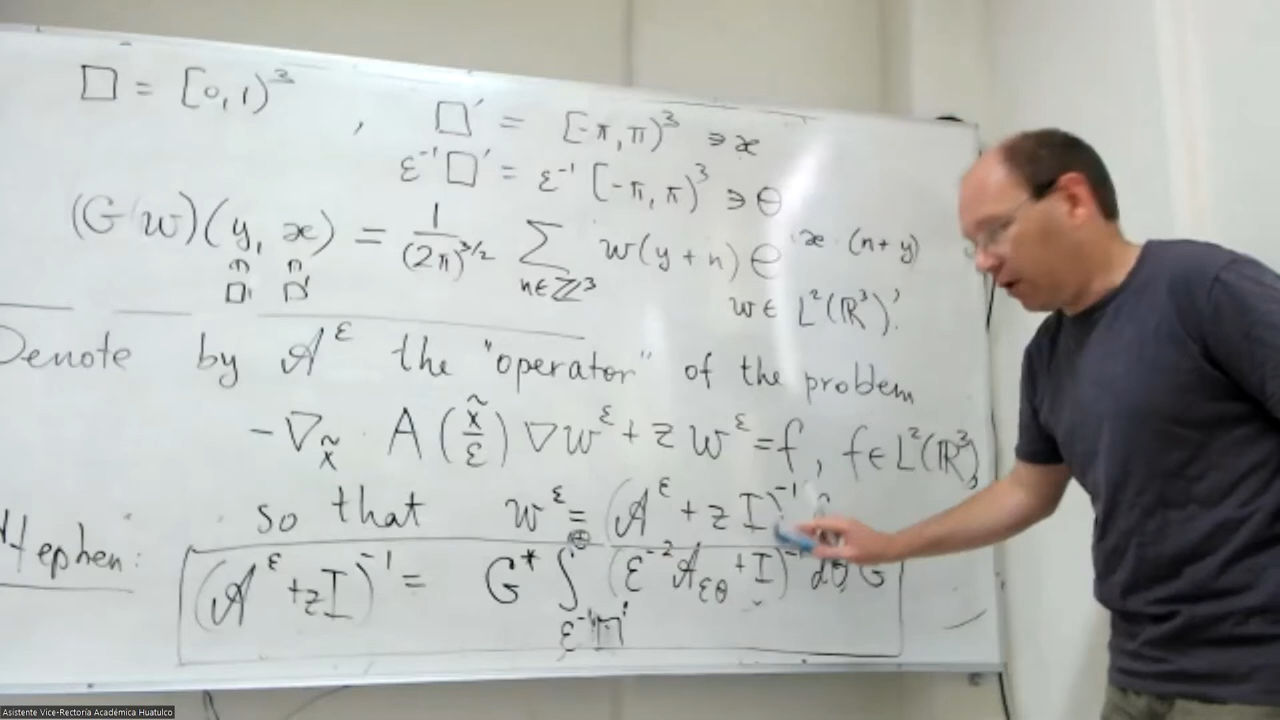 □ = [0,1)³ , □′ = [-π,π)³ ∋ ϰ
ε⁻¹□′ = ε⁻¹[-π,π)³ ∋ θ
(G w)(y, ϰ) = 1/(2π)^{3/2} ∑_{n∈ℤ³} w(y+n) e^{iϰ·(n+y)}
∩ ∩
□, □′ w ∈ L²(ℝ³).
Denote by 𝒜^ε the "operator" of the problem
-∇_x̃ · A(x̃/ε) ∇w^ε + z w^ε = f, f ∈ L²(ℝ³),
so that w^ε = (𝒜^ε + z I)⁻¹
(𝒜^ε + zI)⁻¹ = G* ∫^⊕_{ε⁻¹□′} (ε⁻² 𝒜_{εθ} + I)⁻¹ dθ G
Asistente Vice-Rectoría Académica Huatulco